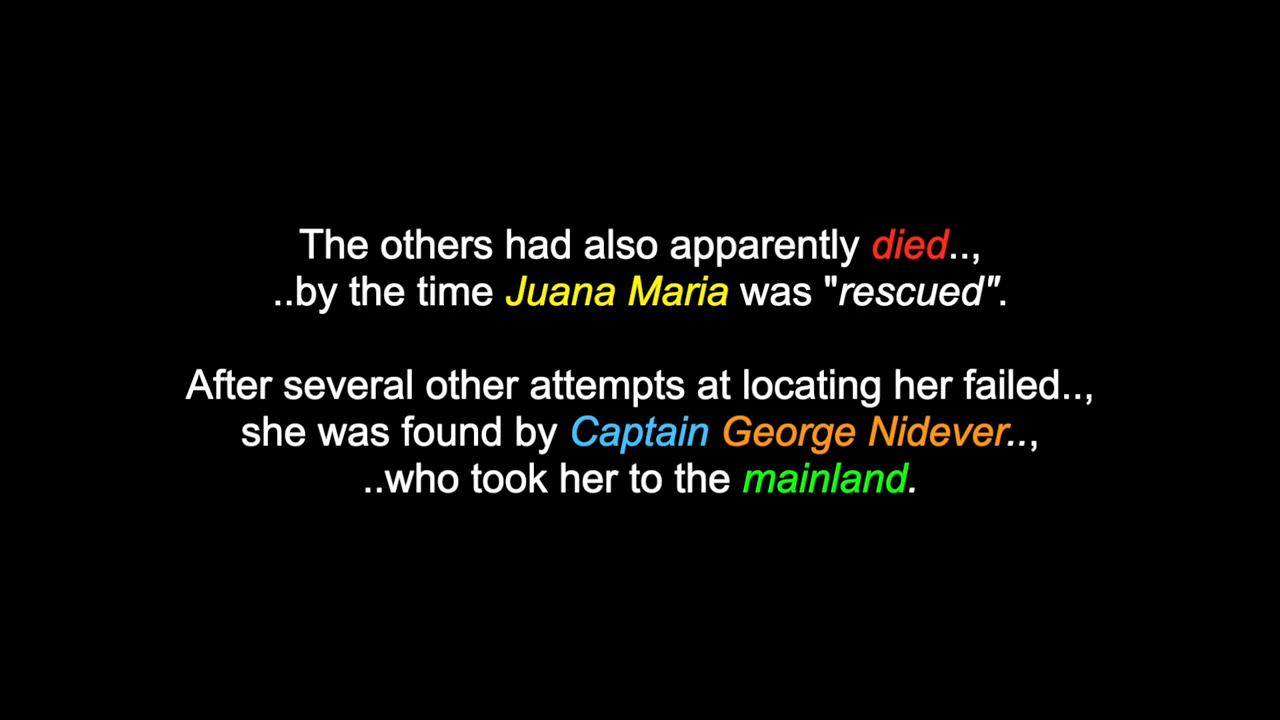 The others had also apparently died..,
..by the time Juana Maria was "rescued".
After several other attempts at locating her failed..,
she was found by Captain George Nidever..,
..who took her to the mainland.